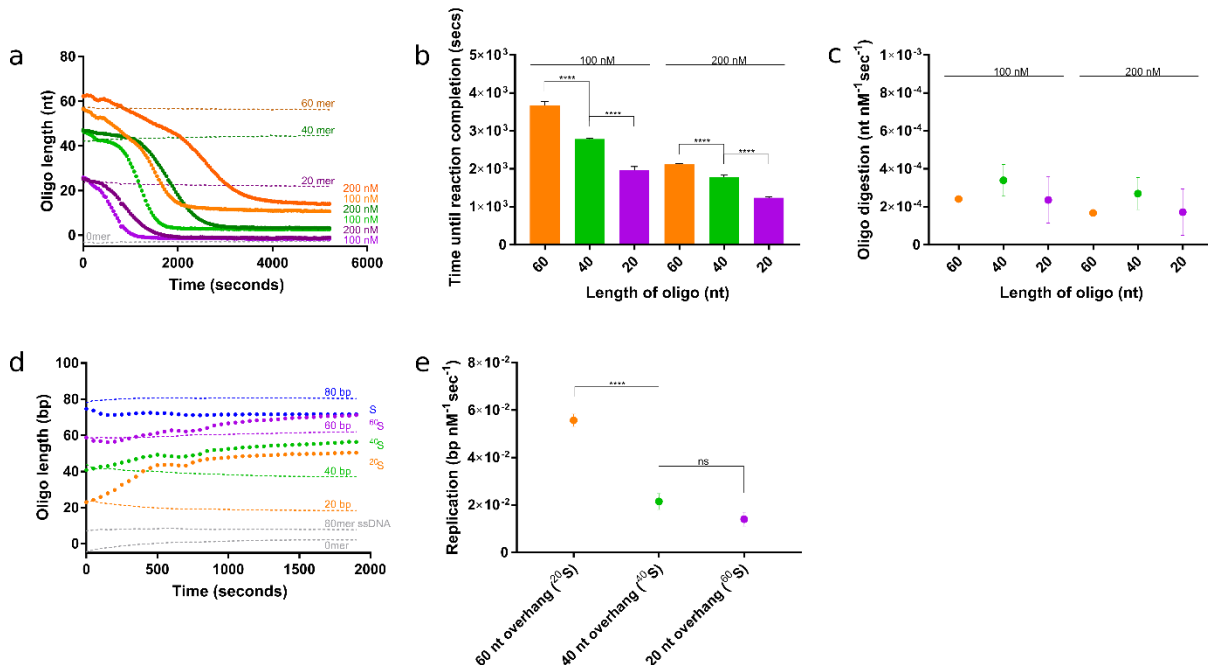 a
Oligo length (nt)
80
60
40
20
0
60 mer
40 mer
20 mer
0mer
200 nM
100 nM
200 nM
100 nM
200 nM
100 nM
0
2000
4000
6000
Time (seconds)
b
Time until reaction completion (secs)
5×10³
4×10³
3×10³
2×10³
1×10³
0
100 nM
200 nM
****
****
****
****
60
40
20
60
40
20
Length of oligo (nt)
c
Oligo digestion (nt nM⁻¹sec⁻¹)
1×10⁻³
8×10⁻⁴
6×10⁻⁴
4×10⁻⁴
2×10⁻⁴
0
100 nM
200 nM
60
40
20
60
40
20
Length of oligo (nt)
d
Oligo length (bp)
100
80
60
40
20
0
80 bp
S
⁶⁰S
60 bp
⁴⁰S
²⁰S
40 bp
20 bp
80mer ssDNA
0mer
0
500
1000
1500
2000
Time (seconds)
e
Replication (bp nM⁻¹sec⁻¹)
8×10⁻²
6×10⁻²
4×10⁻²
2×10⁻²
0
****
ns
60 nt overhang (²⁰S)
40 nt overhang (⁴⁰S)
20 nt overhang (⁶⁰S)